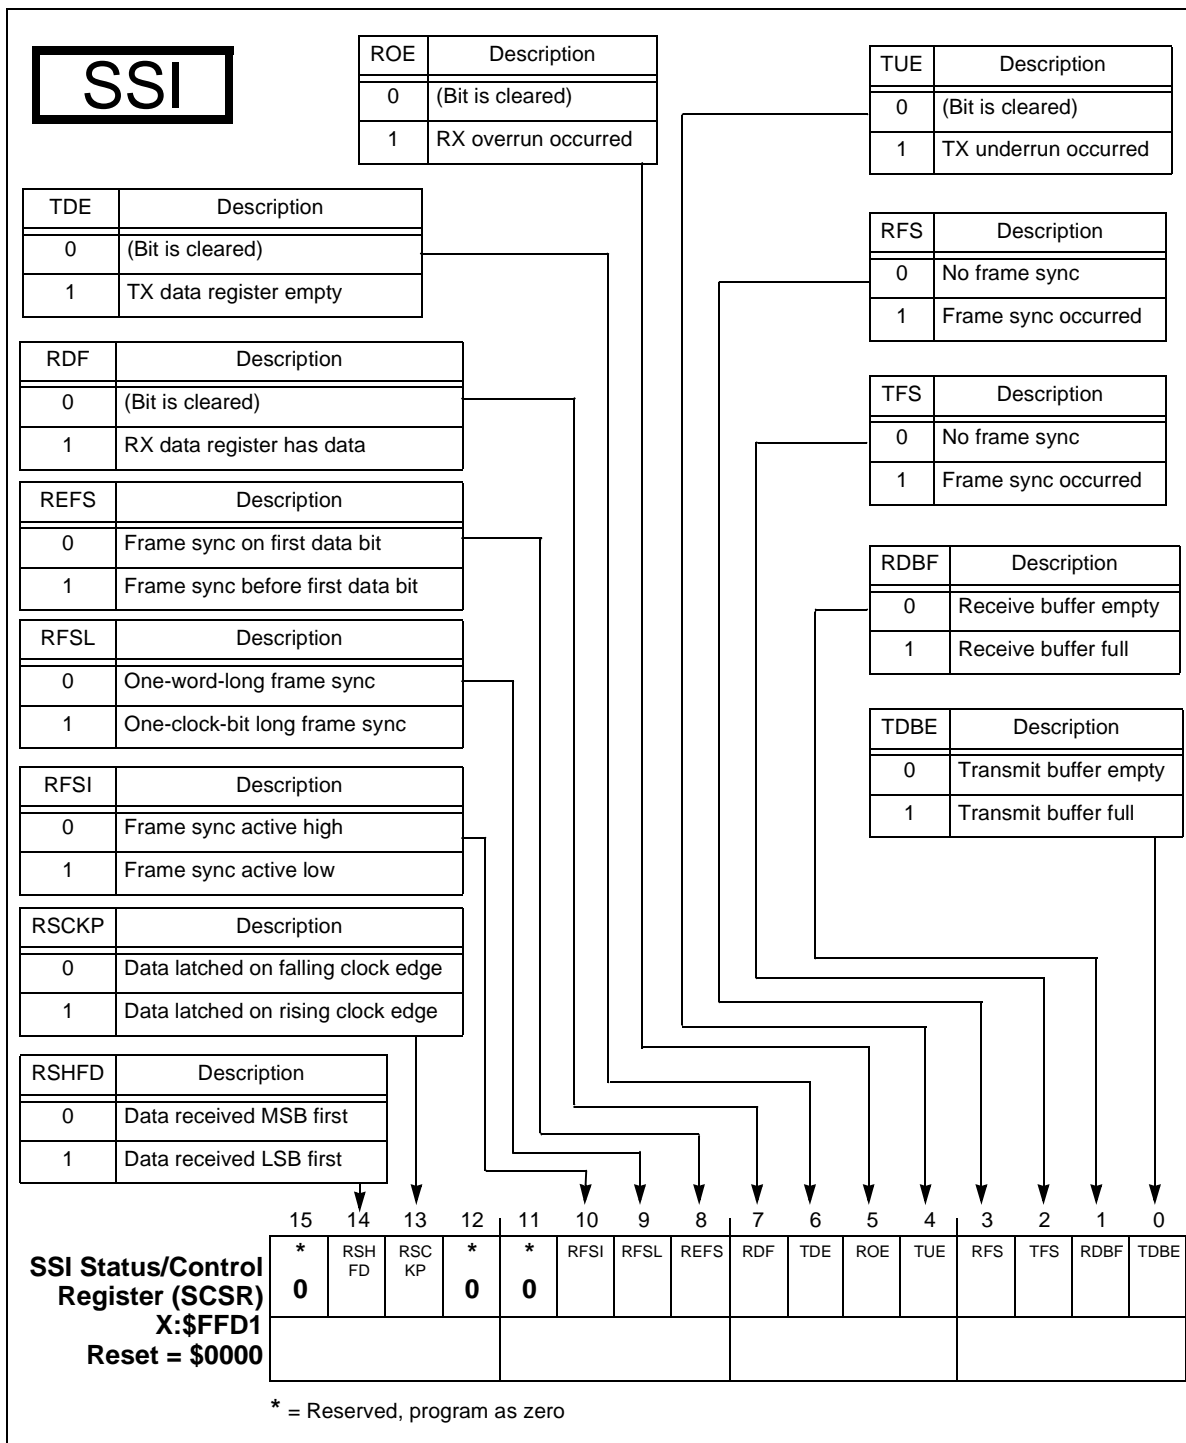 SSI
ROE Description
0 (Bit is cleared)
1 RX overrun occurred
TUE Description
0 (Bit is cleared)
1 TX underrun occurred
TDE Description
0 (Bit is cleared)
1 TX data register empty
RFS Description
0 No frame sync
1 Frame sync occurred
RDF Description
0 (Bit is cleared)
1 RX data register has data
TFS Description
0 No frame sync
1 Frame sync occurred
REFS Description
0 Frame sync on first data bit
1 Frame sync before first data bit
RDBF Description
0 Receive buffer empty
1 Receive buffer full
RFSL Description
0 One-word-long frame sync
1 One-clock-bit long frame sync
TDBE Description
0 Transmit buffer empty
1 Transmit buffer full
RFSI Description
0 Frame sync active high
1 Frame sync active low
RSCKP Description
0 Data latched on falling clock edge
1 Data latched on rising clock edge
RSHFD Description
0 Data received MSB first
1 Data received LSB first
15 14 13 12 11 10 9 8 7 6 5 4 3 2 1 0
* RSH RSC * * RFSI RFSL REFS RDF TDE ROE TUE RFS TFS RDBF TDBE
FD KP
0 0 0
SSI Status/Control
Register (SCSR)
X:$FFD1
Reset = $0000
* = Reserved, program as zero